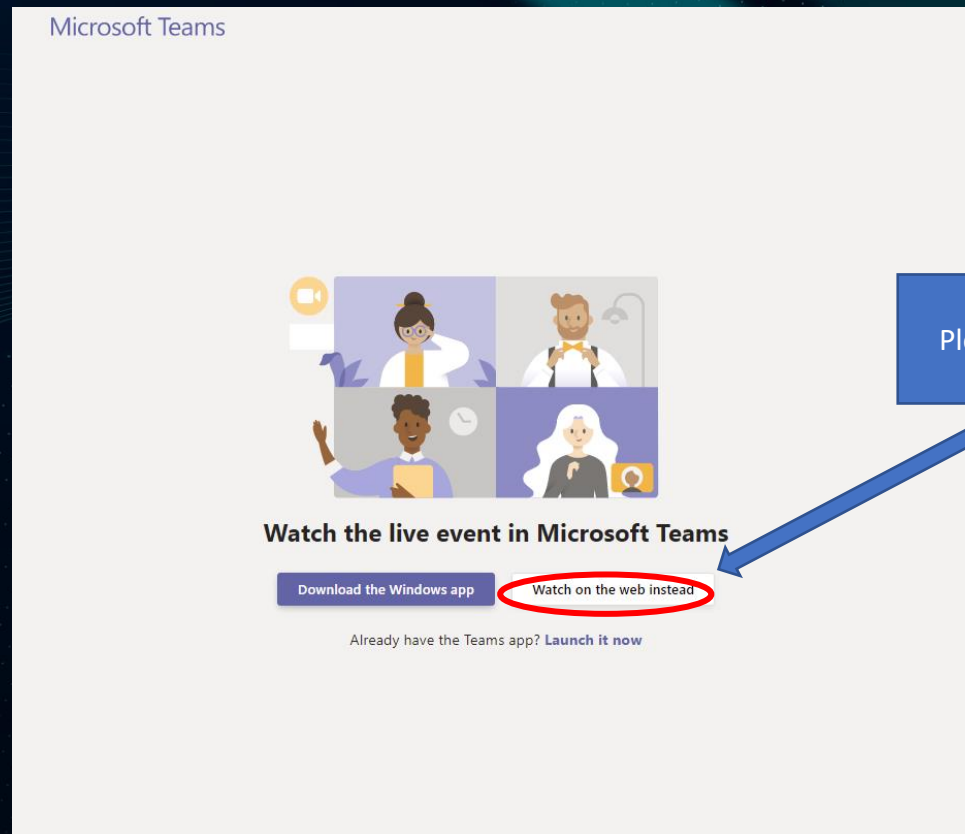 Microsoft Teams
Watch the live event in Microsoft Teams
Download the Windows app
Watch on the web instead
Already have the Teams app? Launch it now